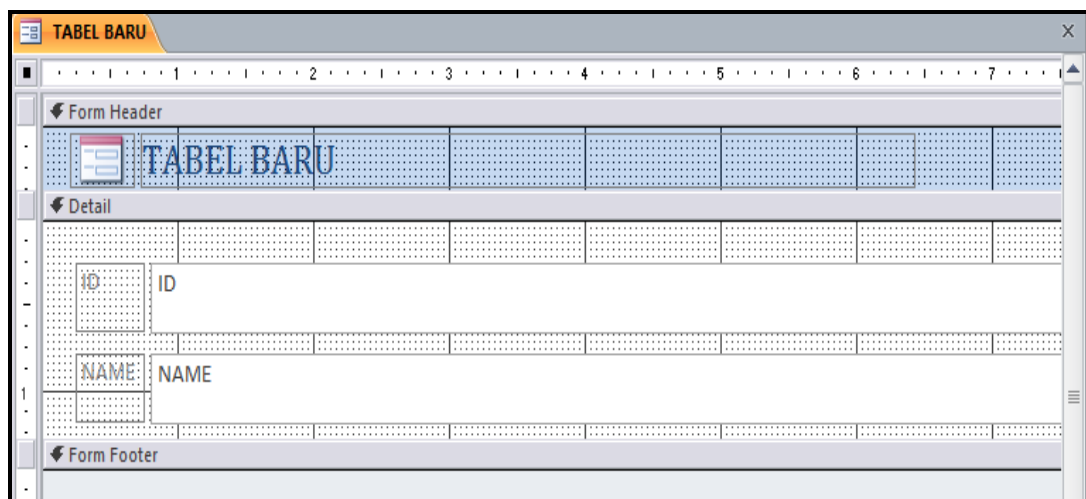 TABEL BARU
1 2 3 4 5 6 7
Form Header
TABEL BARU
Detail
ID ID
NAME NAME
1
Form Footer